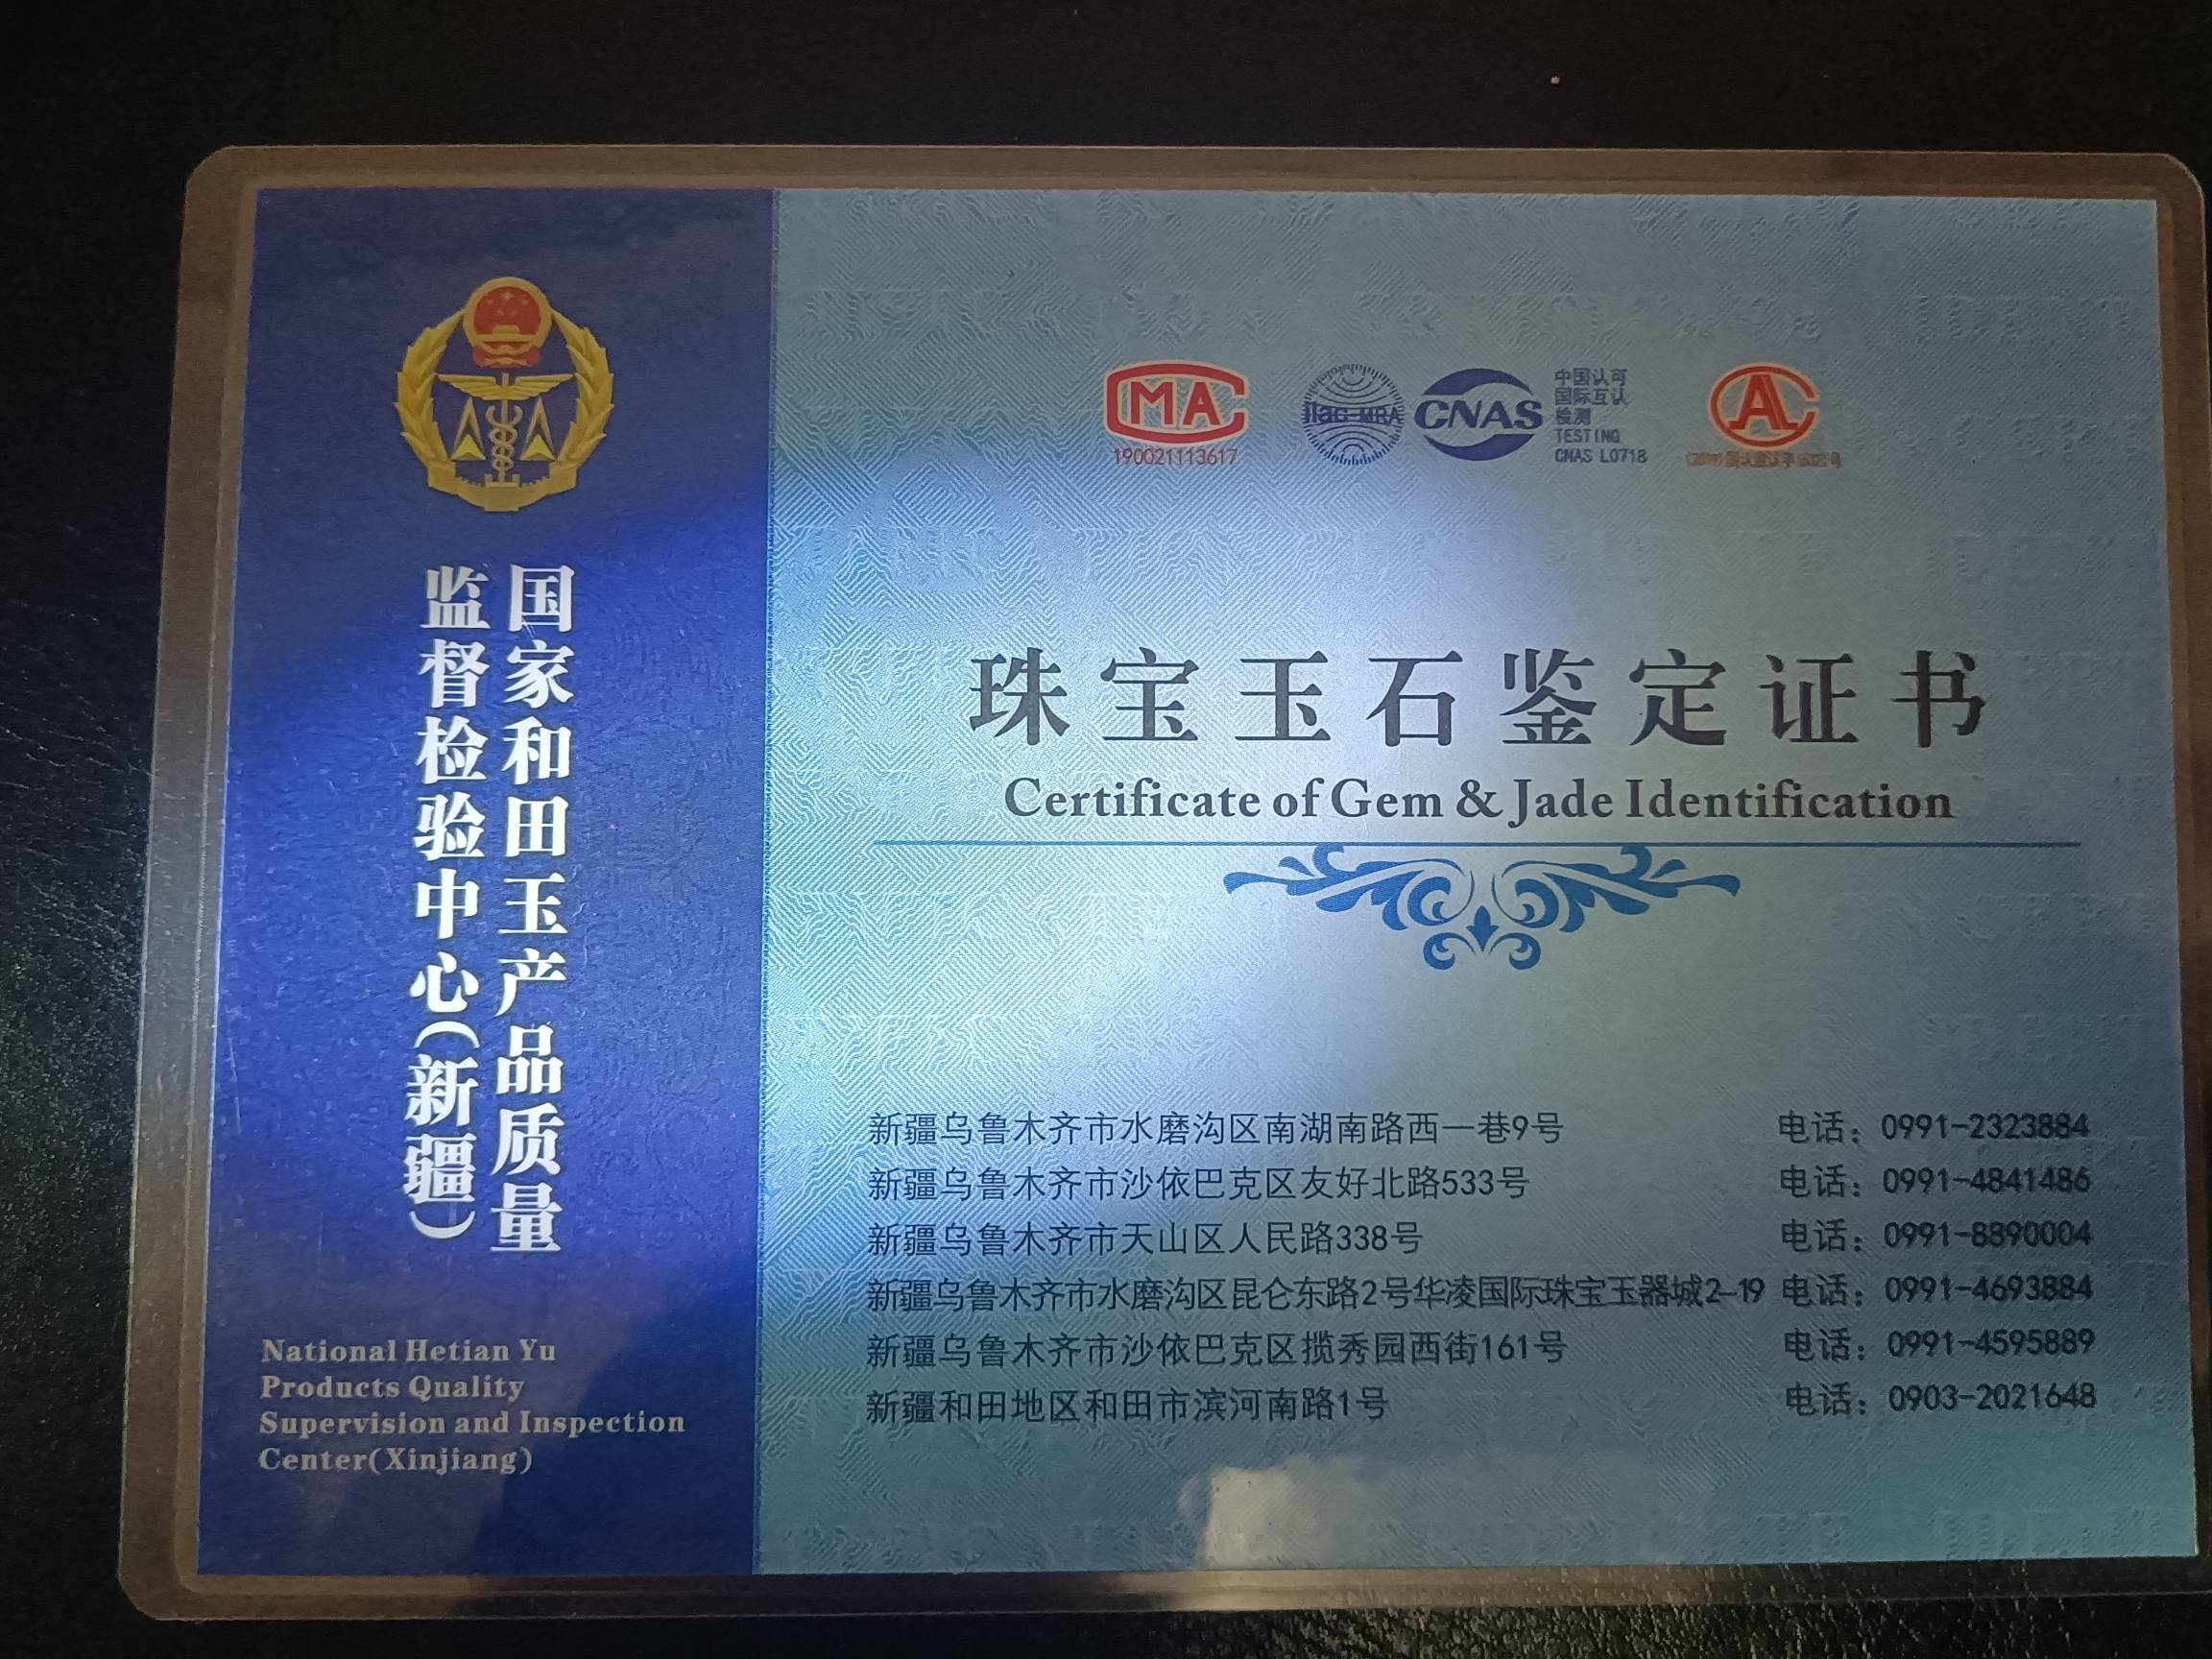 国家和田玉产品质量
监督检验中心(新疆)
National Hetian Yu
Products Quality
Supervision and Inspection
Center(Xinjiang)
MA
190021113617
ilac-MRA
CNAS
中国认可
国际互认
检测
TESTING
CNAS L0718
AL
珠宝玉石鉴定证书
Certificate of Gem & Jade Identification
新疆乌鲁木齐市水磨沟区南湖南路西一巷9号 电话：0991-2323884
新疆乌鲁木齐市沙依巴克区友好北路533号 电话：0991-4841486
新疆乌鲁木齐市天山区人民路338号 电话：0991-8890004
新疆乌鲁木齐市水磨沟区昆仑东路2号华凌国际珠宝玉器城2-19 电话：0991-4693884
新疆乌鲁木齐市沙依巴克区揽秀园西街161号 电话：0991-4595889
新疆和田地区和田市滨河南路1号 电话：0903-2021648